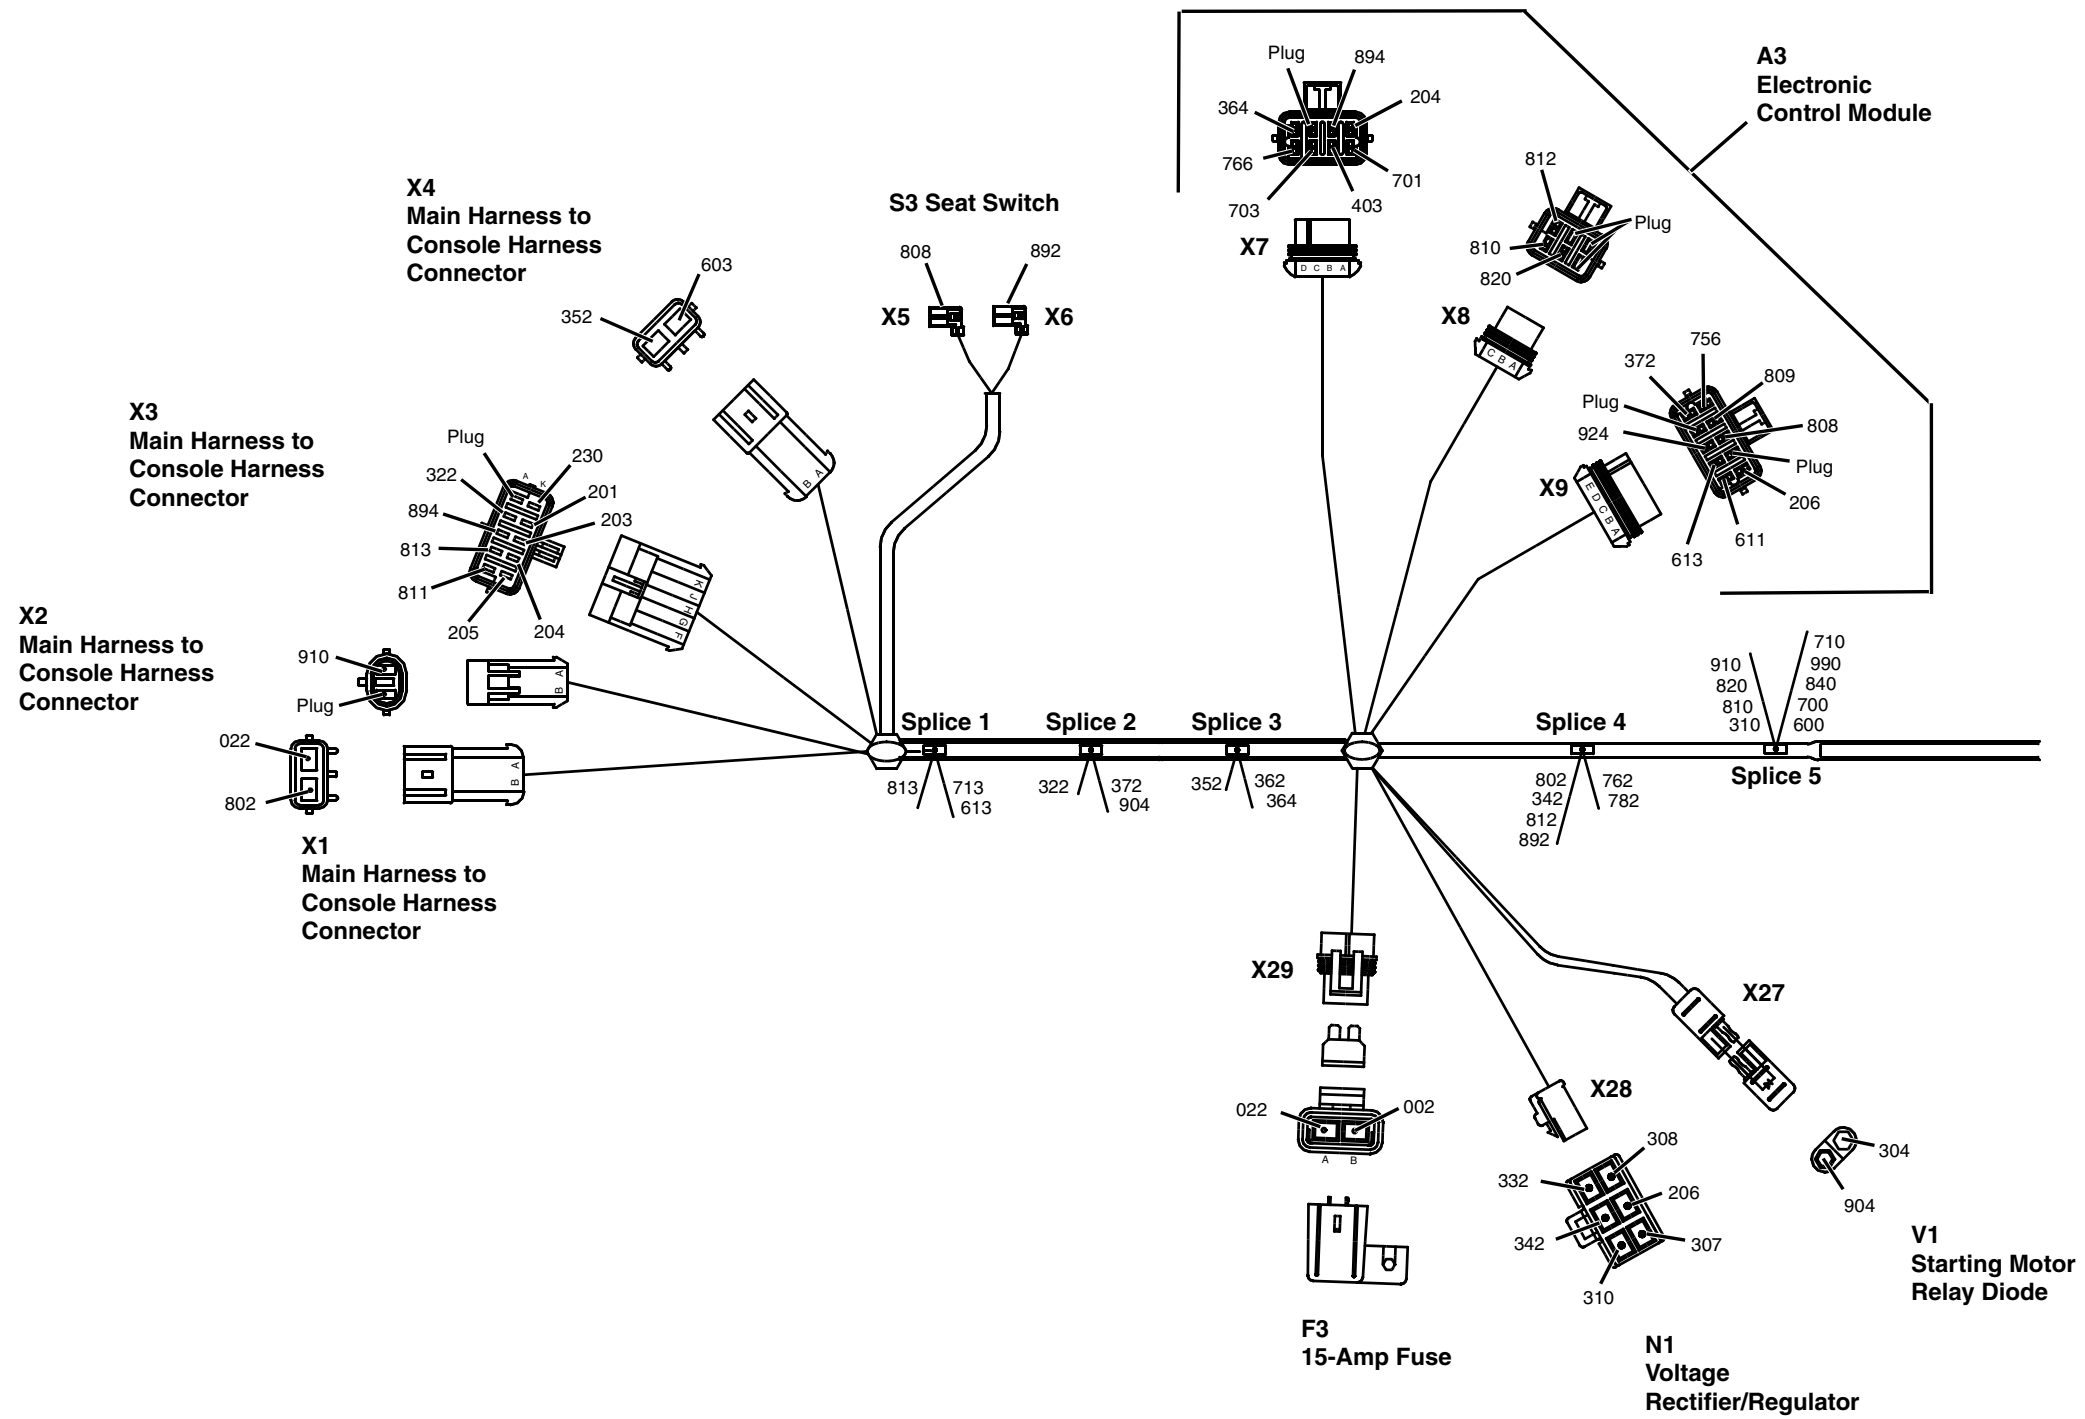 A3
Electronic
Control Module
Plug
894
364
204
766
701
703
403
X7
D C B A
812
Plug
810
820
X8
C B A
756
372
809
Plug
924
808
Plug
206
611
613
X9
E D C B A
X4
Main Harness to
Console Harness
Connector
603
352
B A
S3 Seat Switch
808
892
X5
X6
X3
Main Harness to
Console Harness
Connector
Plug
230
322
A K
201
894
203
813
811
205
204
K J H G F
X2
Main Harness to
Console Harness
Connector
910
Plug
B A
022
802
B A
X1
Main Harness to
Console Harness
Connector
Splice 1
Splice 2
Splice 3
Splice 4
Splice 5
813
713
613
322
372
904
352
362
364
802
342
812
892
762
782
910
820
810
310
710
990
840
700
600
X29
022
002
A B
F3
15-Amp Fuse
X28
308
332
206
342
307
310
N1
Voltage
Rectifier/Regulator
X27
304
904
V1
Starting Motor
Relay Diode